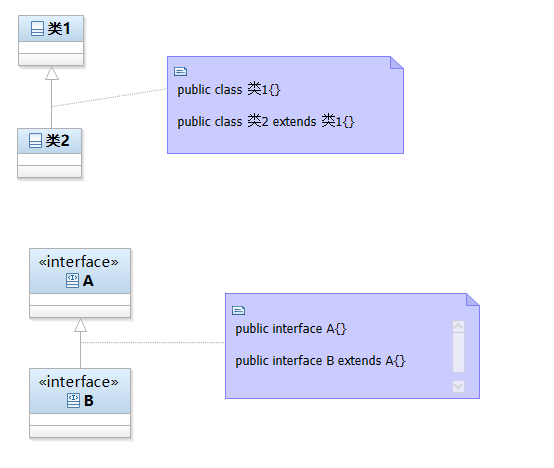 类1
public class 类1{}
public class 类2 extends 类1{}
类2
«interface»
A
public interface A{}
public interface B extends A{}
«interface»
B